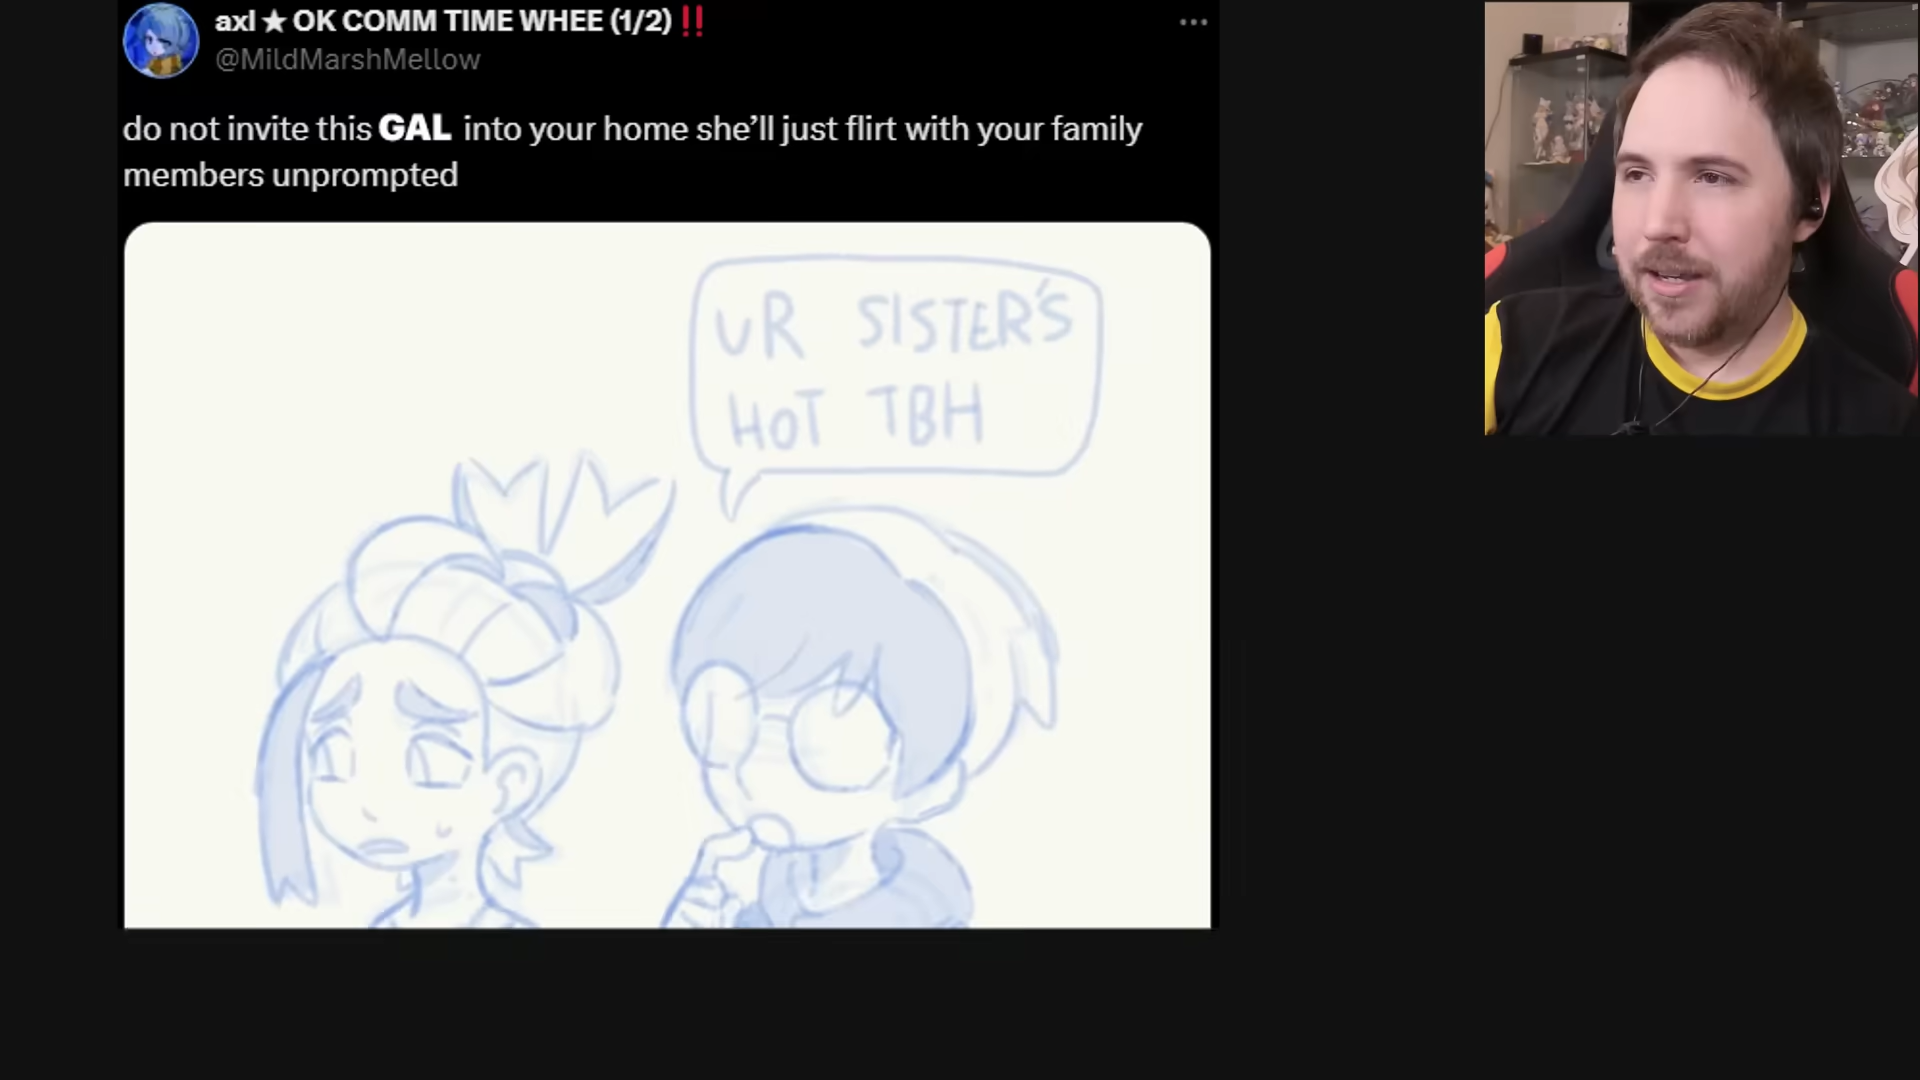 axl ★ OK COMM TIME WHEE (1/2) ‼️
@MildMarshMellow
do not invite this GAL into your home she’ll just flirt with your family
members unprompted
UR SISTER'S
HOT TBH